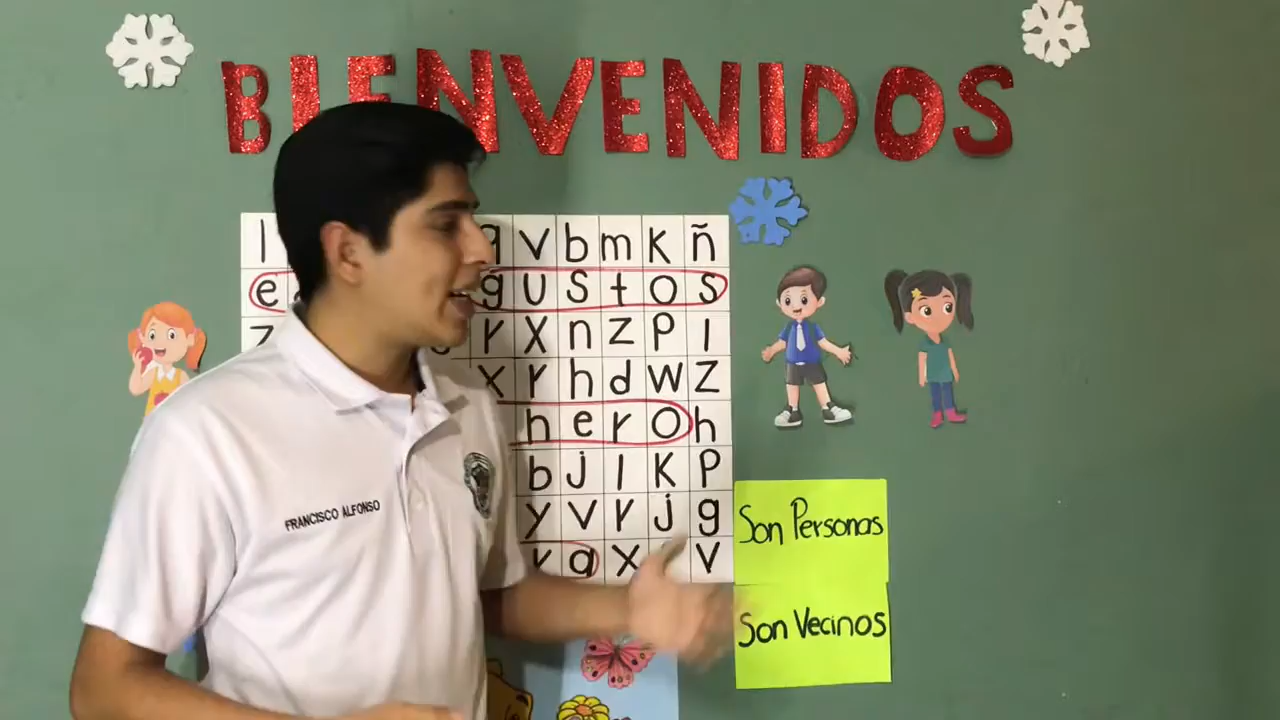 BIENVENIDOS
l q v b m k ñ
e g u s t o s
z r x n z p l
x r h d w z
h e r o h
b j l k p
y v r j g
v a x v
FRANCISCO ALFONSO
Son Personas
Son Vecinos